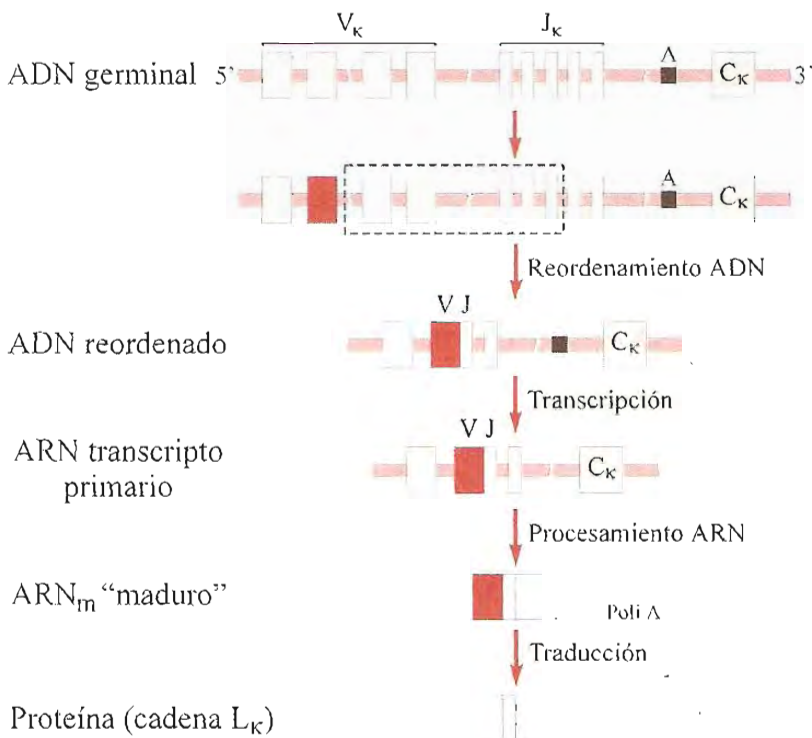 Vκ Jκ
ADN germinal 5' A Cκ 3'
A Cκ
Reordenamiento ADN
V J
ADN reordenado Cκ
Transcripción
V J
ARN transcripto
primario Cκ
Procesamiento ARN
ARNm “maduro” Poli A
Traducción
Proteína (cadena Lκ)